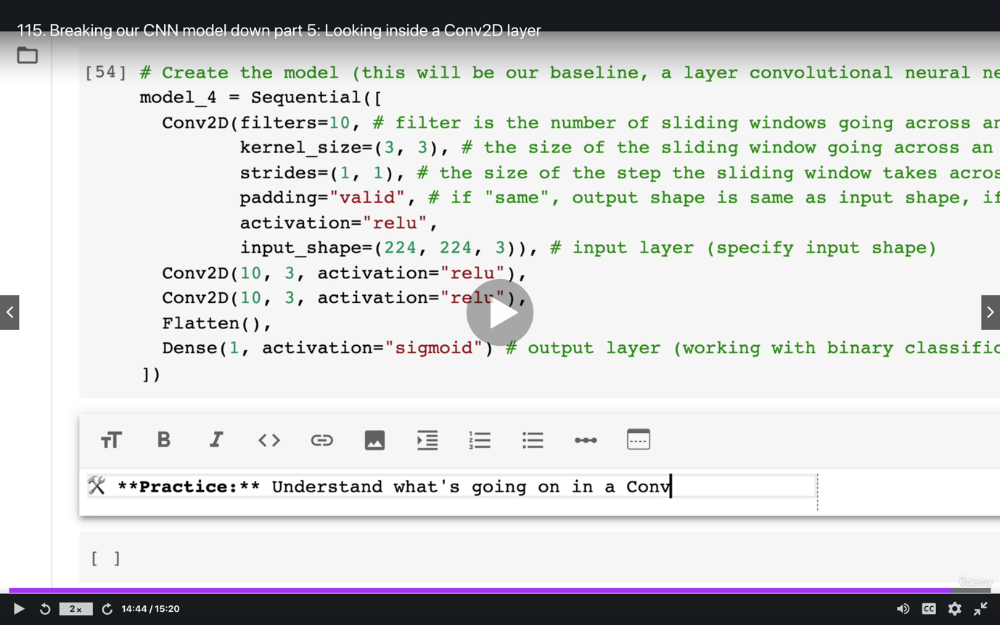 115. Breaking our CNN model down part 5: Looking inside a Conv2D layer
[54] # Create the model (this will be our baseline, a layer convolutional neural ne
model_4 = Sequential([
Conv2D(filters=10, # filter is the number of sliding windows going across an
kernel_size=(3, 3), # the size of the sliding window going across an
strides=(1, 1), # the size of the step the sliding window takes acros
padding="valid", # if "same", output shape is same as input shape, if
activation="relu",
input_shape=(224, 224, 3)), # input layer (specify input shape)
Conv2D(10, 3, activation="relu"),
Conv2D(10, 3, activation="relu"),
Flatten(),
Dense(1, activation="sigmoid") # output layer (working with binary classific
])
**Practice:** Understand what's going on in a Conv
[ ]
ûdemy
2x 14:44 / 15:20 CC